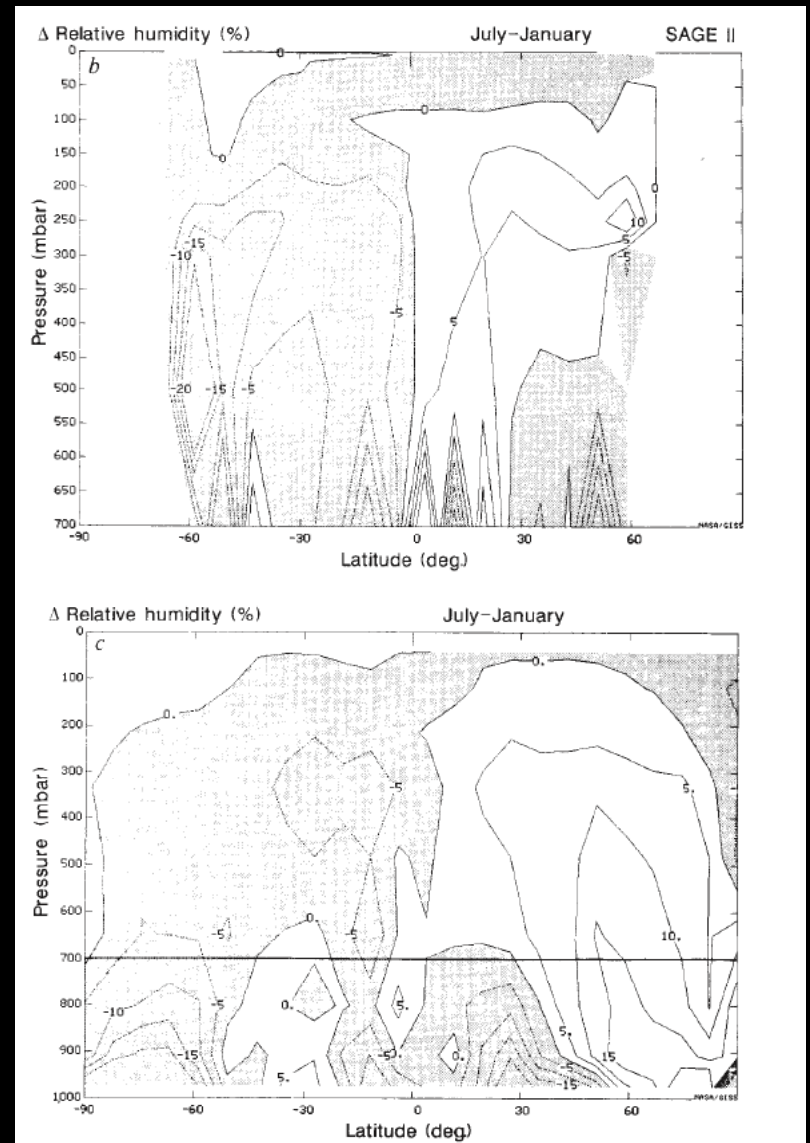 Δ Relative humidity (%) July–January SAGE II
b
0
50
100
150
200
250
300
350
400
450
500
550
600
650
700
Pressure (mbar)
0
0
0
0
-15
-10
10
5
-5
-5
5
-20 -15 -5
NASA/GISS
-90 -60 -30 0 30 60
Latitude (deg.)
Δ Relative humidity (%) July–January
c
0
100
200
300
400
500
600
700
800
900
1,000
Pressure (mbar)
0.
0.
-5
5.
0.
-5 -5 10.
-10 -5 0. 5.
-15 -5 0. 5. 15
5. -5
-15
NASA/GISS
-90 -60 -30 0 30 60
Latitude (deg.)